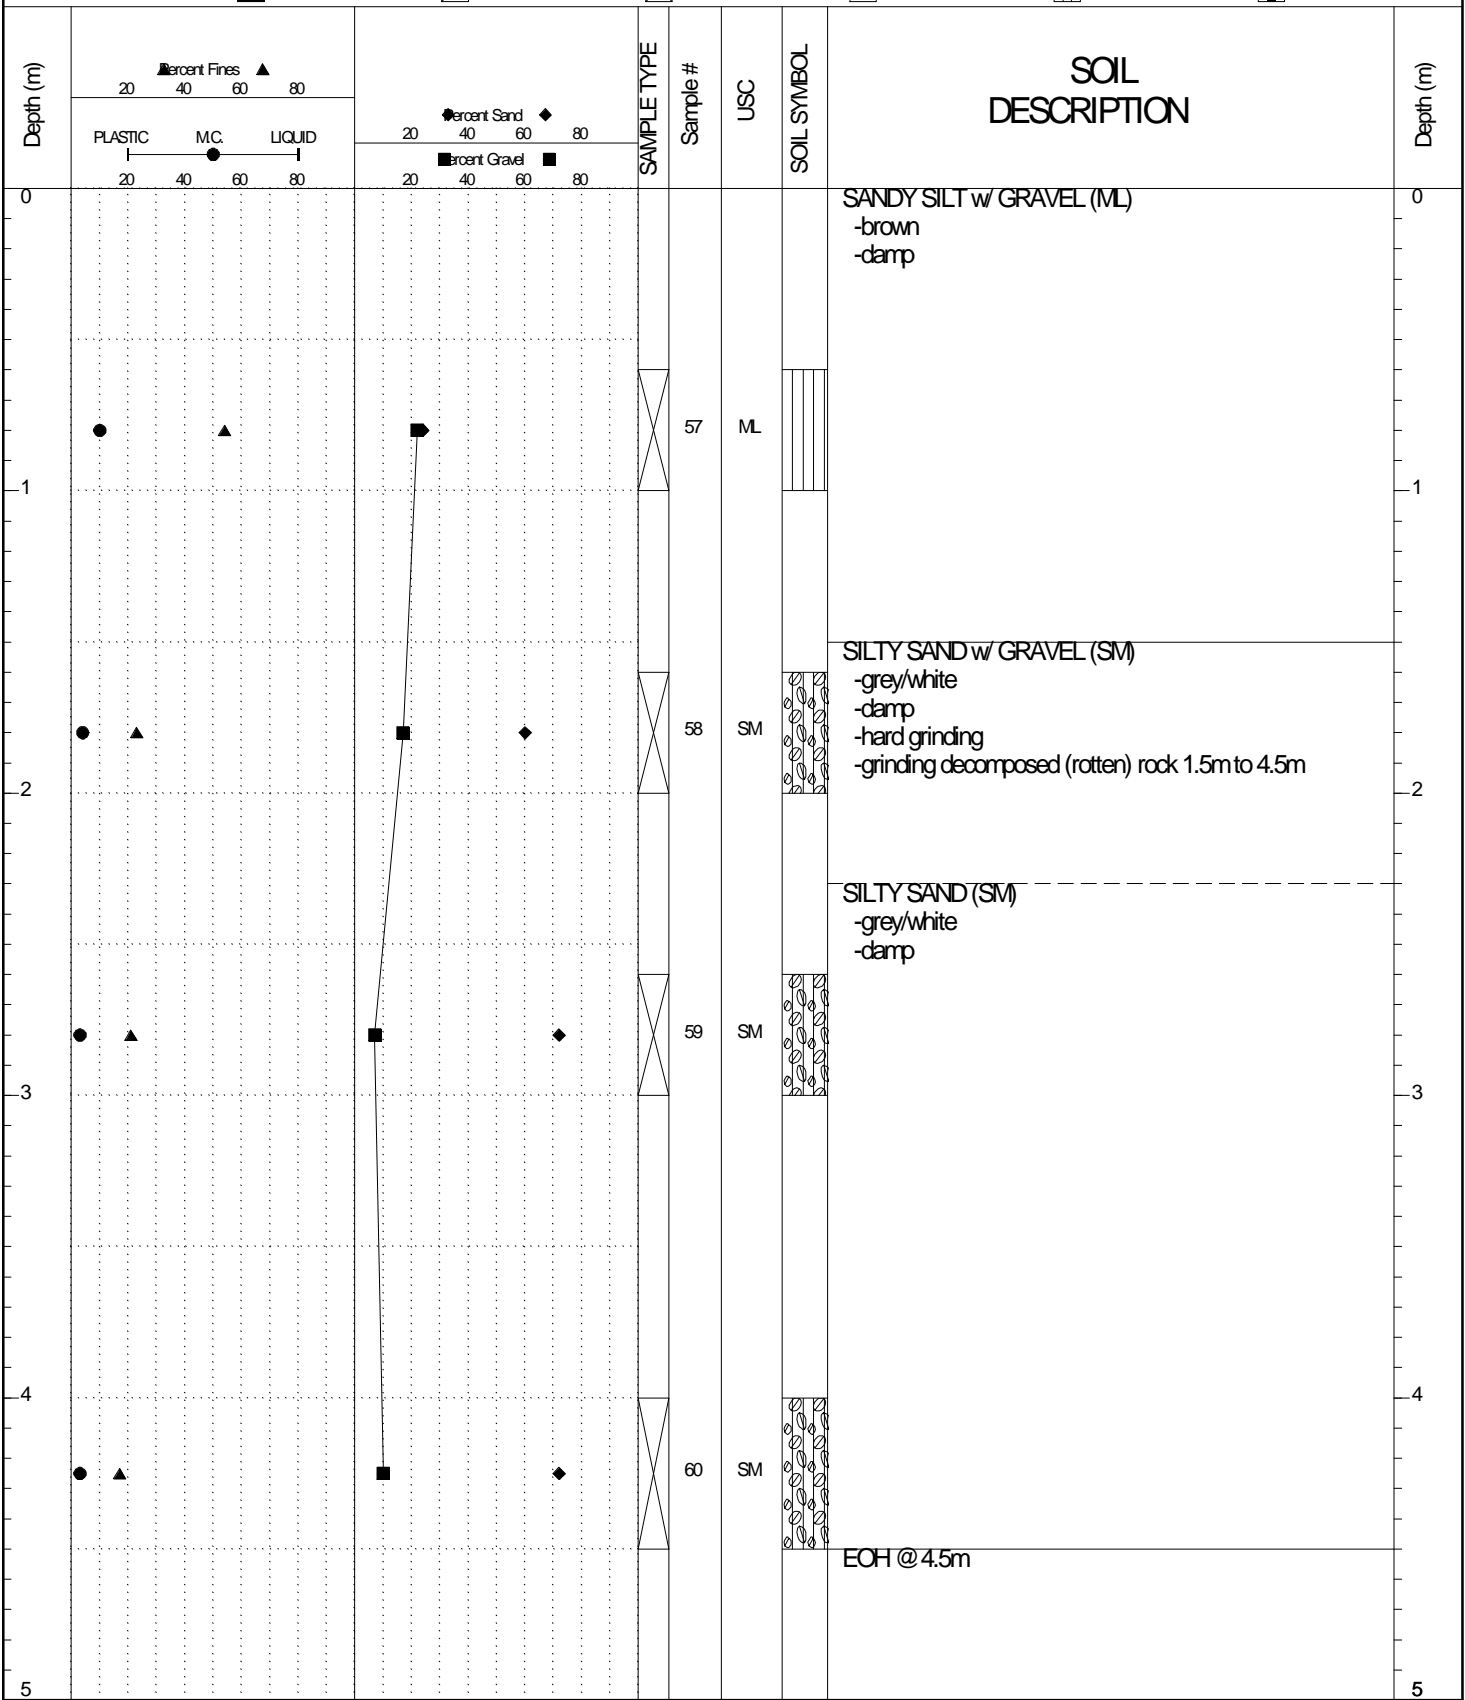 Depth (m)
Percent Fines
20 40 60 80
PLASTIC M.C. LIQUID
20 40 60 80
Percent Sand
20 40 60 80
Percent Gravel
20 40 60 80
SAMPLE TYPE
Sample #
USC
SOIL SYMBOL
SOIL
DESCRIPTION
Depth (m)
0 SANDY SILT w/ GRAVEL (ML) 0
-brown
-damp
57 ML
1 1
SILTY SAND w/ GRAVEL (SM)
-grey/white
-damp
58 SM -hard grinding
-grinding decomposed (rotten) rock 1.5m to 4.5m
2 2
SILTY SAND (SM)
-grey/white
-damp
59 SM
3 3
4 4
60 SM
EOH @ 4.5m
5 5